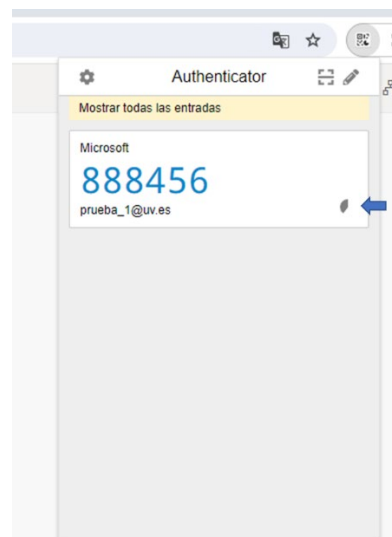 Authenticator
Mostrar todas las entradas
Microsoft
888456
prueba_1@uv.es